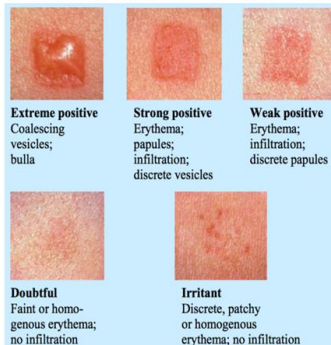 Extreme positive
Coalescing
vesicles;
bulla
Strong positive
Erythema;
papules;
infiltration;
discrete vesicles
Weak positive
Erythema;
infiltration;
discrete papules
Doubtful
Faint or homo-
genous erythema;
no infiltration
Irritant
Discrete, patchy
or homogenous
erythema; no infiltration